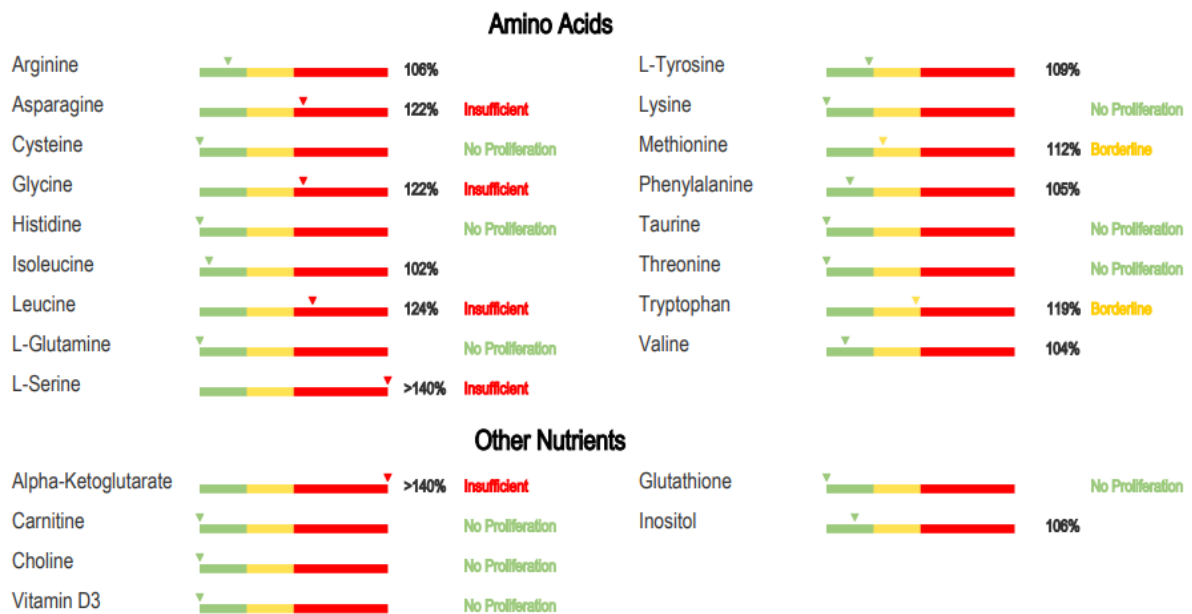 Amino Acids
Arginine 106%
Asparagine 122% Insufficient
Cysteine No Proliferation
Glycine 122% Insufficient
Histidine No Proliferation
Isoleucine 102%
Leucine 124% Insufficient
L-Glutamine No Proliferation
L-Serine >140% Insufficient
L-Tyrosine 109%
Lysine No Proliferation
Methionine 112% Borderline
Phenylalanine 105%
Taurine No Proliferation
Threonine No Proliferation
Tryptophan 119% Borderline
Valine 104%
Other Nutrients
Alpha-Ketoglutarate >140% Insufficient
Carnitine No Proliferation
Choline No Proliferation
Vitamin D3 No Proliferation
Glutathione No Proliferation
Inositol 106%